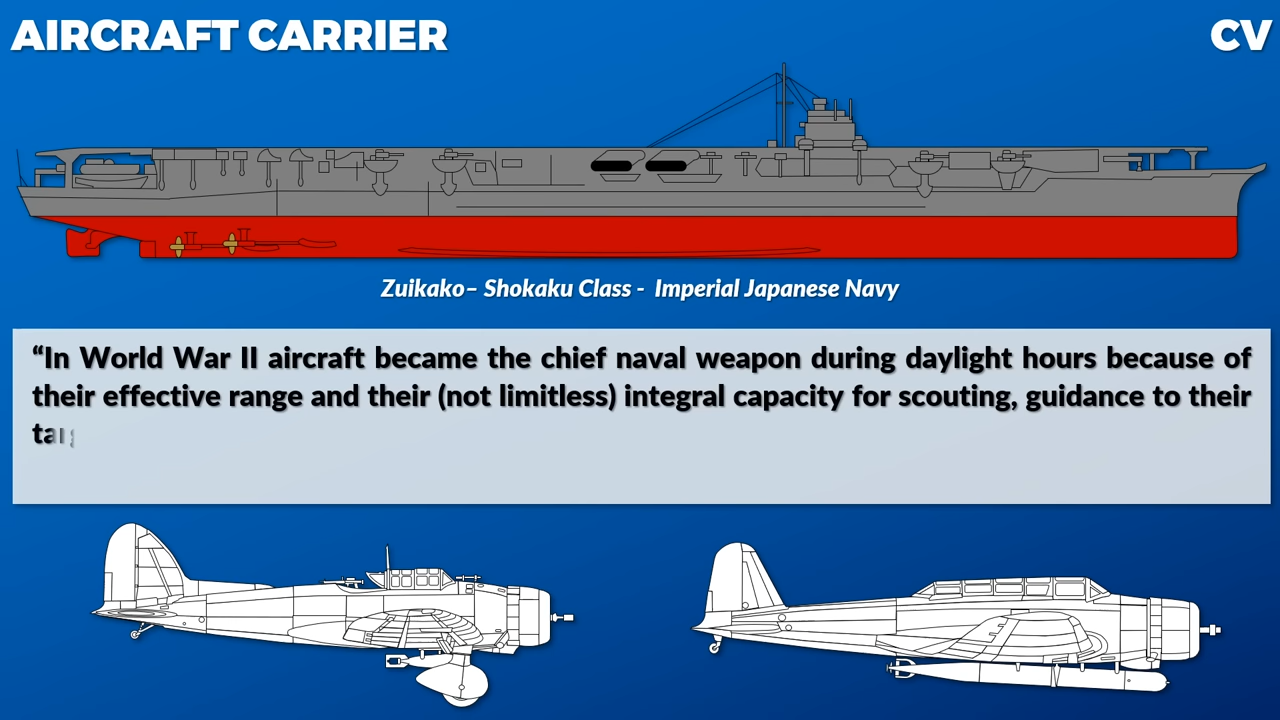 AIRCRAFT CARRIER
CV
Zuikako– Shokaku Class - Imperial Japanese Navy
“In World War II aircraft became the chief naval weapon during daylight hours because of
their effective range and their (not limitless) integral capacity for scouting, guidance to their